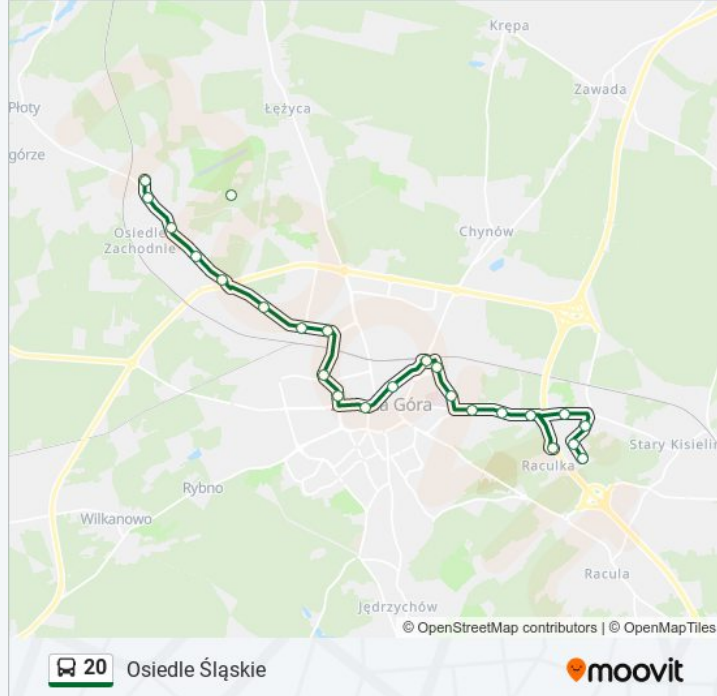 Krępa
Zawada
Płoty
Łężyca
górze
Osiedle
Zachodnie
Chynów
a Góra
Stary Kisielin
Raculka
Rybno
Wilkanowo
Racula
Jędrzychów
© OpenStreetMap contributors | © OpenMapTiles
20 Osiedle Śląskie
moovit